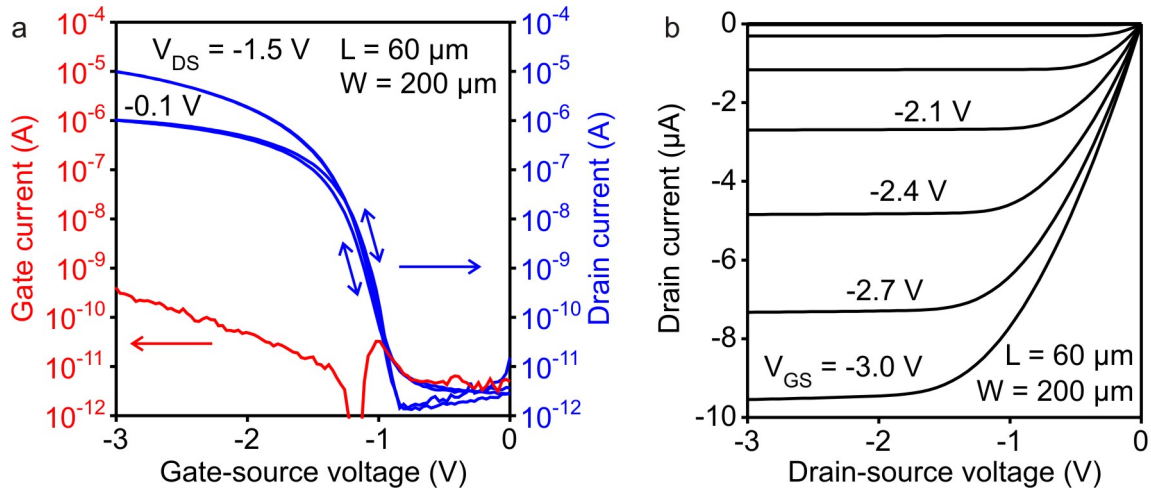 a
V_DS = -1.5 V
L = 60 µm
W = 200 µm
-0.1 V
Gate current (A)
10^-4
10^-5
10^-6
10^-7
10^-8
10^-9
10^-10
10^-11
10^-12
10^-4
10^-5
10^-6
10^-7
10^-8
10^-9
10^-10
10^-11
10^-12
Drain current (A)
-3 -2 -1 0
Gate-source voltage (V)
b
Drain current (µA)
0
-2
-4
-6
-8
-10
-2.1 V
-2.4 V
-2.7 V
V_GS = -3.0 V
L = 60 µm
W = 200 µm
-3 -2 -1 0
Drain-source voltage (V)